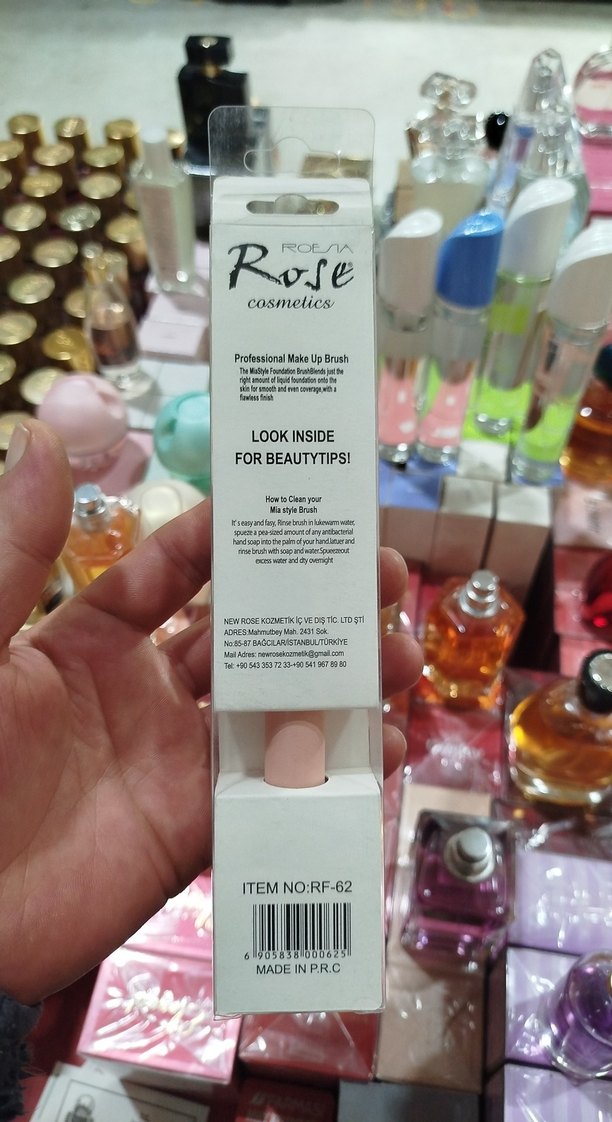 ROESIA
Rose
cosmetics
Professional Make Up Brush
The MiaStyle Foundation BrushBlends just the
right amount of liquid foundation onto the
skin for smooth and even coverage,with a
flawless finish
LOOK INSIDE
FOR BEAUTYTIPS!
How to Clean your
Mia style Brush
It's easy and fasy, Rinse brush in lukewarm water,
spueze a pea-sized amount of any antibacterial
hand soap into the palm of your hand.latuer and
rinse brush with soap and water.Spueezeout
excess water and dty overnight
NEW ROSE KOZMETİK İÇ VE DIŞ TİC. LTD ŞTİ
ADRES:Mahmutbey Mah. 2431 Sok.
No:85-87 BAĞCILAR/İSTANBUL/TÜRKİYE
Mail Adres: newrosekozmetik@gmail.com
Tel: +90 543 353 72 33-+90 541 967 89 80
ITEM NO:RF-62
6 905838 000625
MADE IN P.R.C